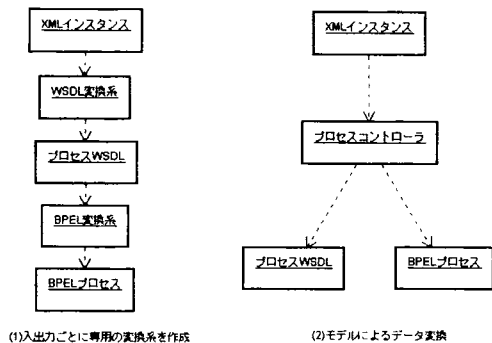 XMLインスタンス
WSDL変換系
プロセスWSDL
BPEL変換系
BPELプロセス
(1)入出力ごとに専用の変換系を作成
XMLインスタンス
プロセスコントローラ
プロセスWSDL
BPELプロセス
(2)モデルによるデータ変換